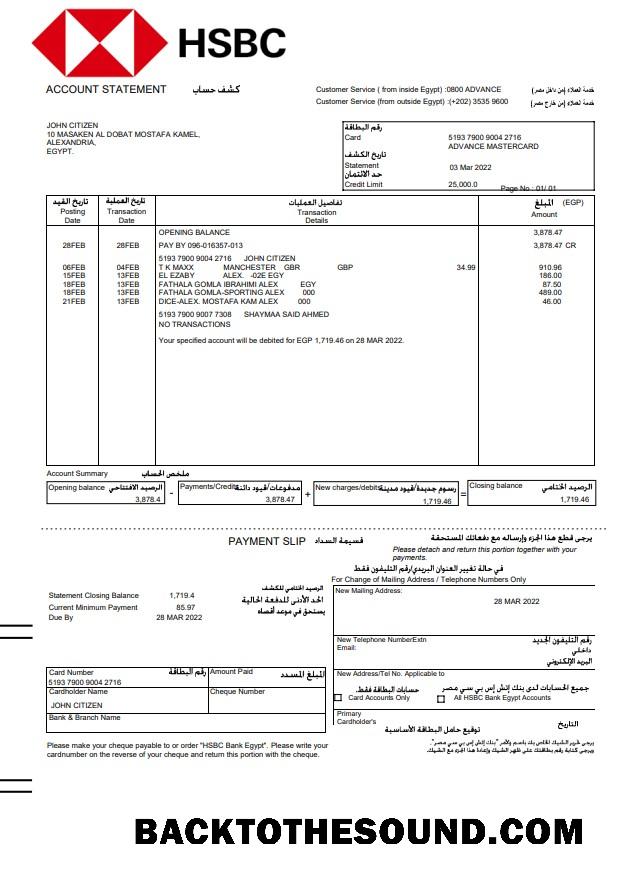 HSBC
ACCOUNT STATEMENT كشف حساب
Customer Service ( from inside Egypt) :0800 ADVANCE خدمة العملاء (من داخل مصر)
Customer Service (from outside Egypt) :(+202) 3535 9600 خدمة العملاء (من خارج مصر)
JOHN CITIZEN
10 MASAKEN AL DOBAT MOSTAFA KAMEL,
ALEXANDRIA,
EGYPT.
رقم البطاقة
Card 5193 7900 9004 2716
ADVANCE MASTERCARD
تاريخ الكشف
Statement 03 Mar 2022
حد الائتمان
Credit Limit 25,000.0
Page No : 01/ 01
تاريخ القيد تاريخ العملية تفاصيل العمليات المبلغ (EGP)
Posting Transaction Transaction Amount
Date Date Details
OPENING BALANCE 3,878.47
28FEB 28FEB PAY BY 096-016357-013 3,878.47 CR
5193 7900 9004 2716 JOHN CITIZEN
06FEB 04FEB T K MAXX MANCHESTER GBR GBP 34.99 910.96
15FEB 13FEB EL EZABY ALEX. -02E EGY 186.00
18FEB 13FEB FATHALA GOMLA IBRAHIMI ALEX EGY 87.50
18FEB 13FEB FATHALA GOMLA-SPORTING ALEX 000 489.00
21FEB 13FEB DICE-ALEX. MOSTAFA KAM ALEX 000 46.00
5193 7900 9007 7308 SHAYMAA SAID AHMED
NO TRANSACTIONS
Your specified account will be debited for EGP 1,719.46 on 28 MAR 2022.
Account Summary ملخص الحساب
Opening balance الرصيد الافتتاحي
3,878.4
-
Payments/Credits مدفوعات/قيود دائنة
3,878.47
+
New charges/debits رسوم جديدة/قيود مدينة
1,719.46
=
Closing balance الرصيد الختامي
1,719.46
PAYMENT SLIP قسيمة السداد
يرجى قطع هذا الجزء وإرساله مع دفعاتك المستحقة
Please detach and return this portion together with your
payments.
في حالة تغيير العنوان البريدي/رقم التليفون فقط
For Change of Mailing Address / Telephone Numbers Only
Statement Closing Balance 1,719.4 الرصيد الختامي للكشف
Current Minimum Payment 85.97 الحد الأدنى للدفعة الحالية
Due By 28 MAR 2022 يستحق في موعد أقصاه
New Mailing Address:
28 MAR 2022
New Telephone NumberExtn رقم التليفون الجديد
داخلي
Email: البريد الإلكتروني
New Address/Tel No. Applicable to
حسابات البطاقة فقط. جميع الحسابات لدى بنك إتش إس بي سي مصر
Card Accounts Only All HSBC Bank Egypt Accounts
Primary
Cardholder's توقيع حامل البطاقة الأساسية التاريخ
Card Number رقم البطاقة
5193 7900 9004 2716
Amount Paid المبلغ المسدد
Cardholder Name
JOHN CITIZEN
Cheque Number
Bank & Branch Name
Please make your cheque payable to or order "HSBC Bank Egypt". Please write your
cardnumber on the reverse of your cheque and return this portion with the cheque.
يرجى تحرير الشيك الخاص بك باسم ولأمر "بنك إتش إس بي سي مصر".
يرجى كتابة رقم بطاقتك على ظهر الشيك وإعادة هذا الجزء مع الشيك.
BACKTOTHESOUND.COM